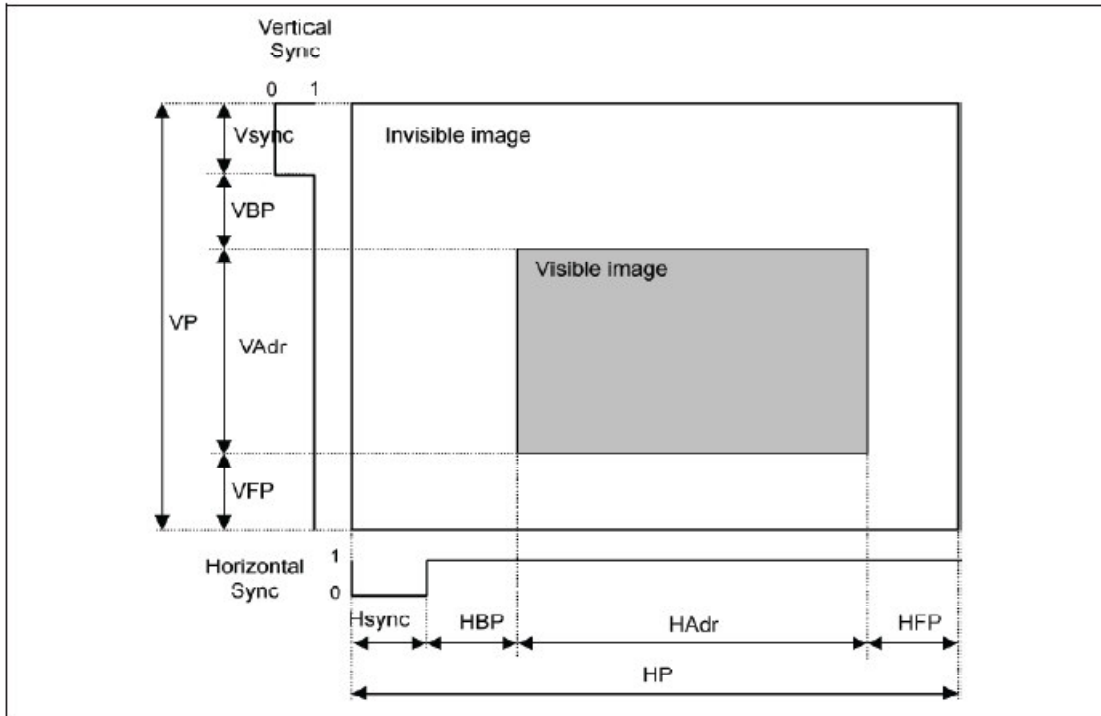 Vertical
Sync
0 1
Vsync
Invisible image
VBP
Visible image
VP
VAdr
VFP
Horizontal
Sync
1
0
Hsync
HBP
HAdr
HFP
HP